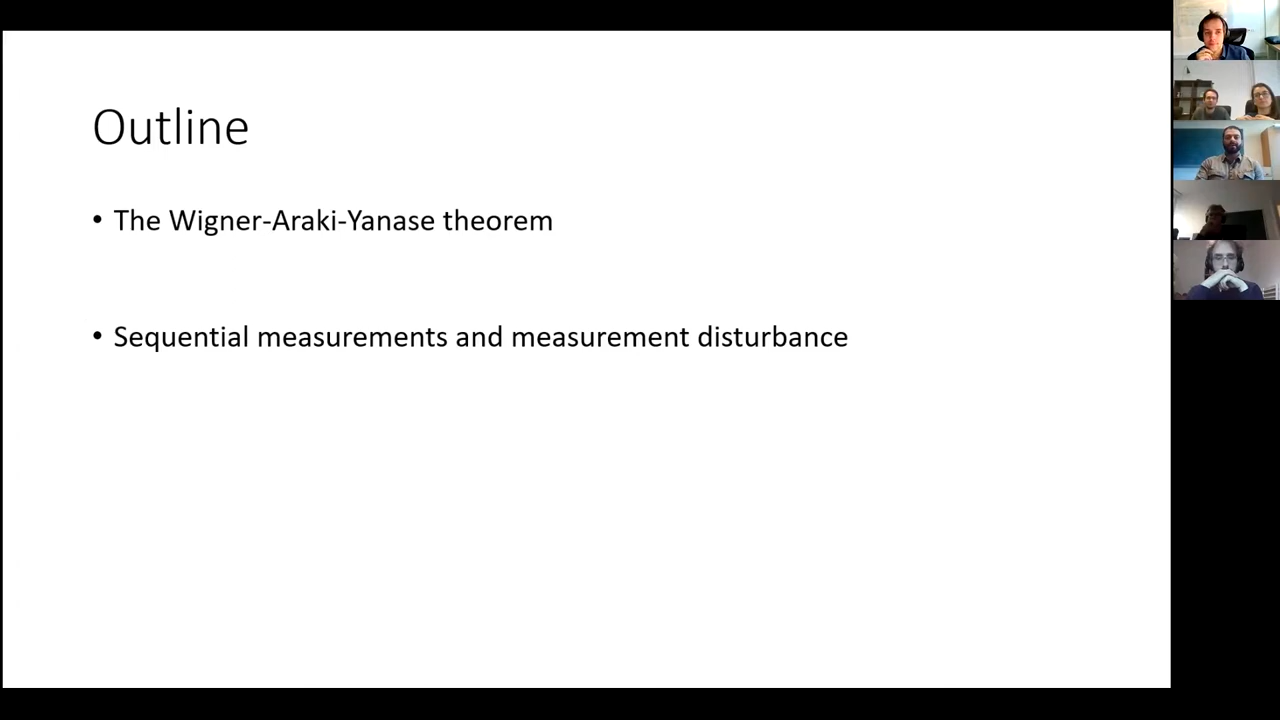 Outline
• The Wigner-Araki-Yanase theorem
• Sequential measurements and measurement disturbance